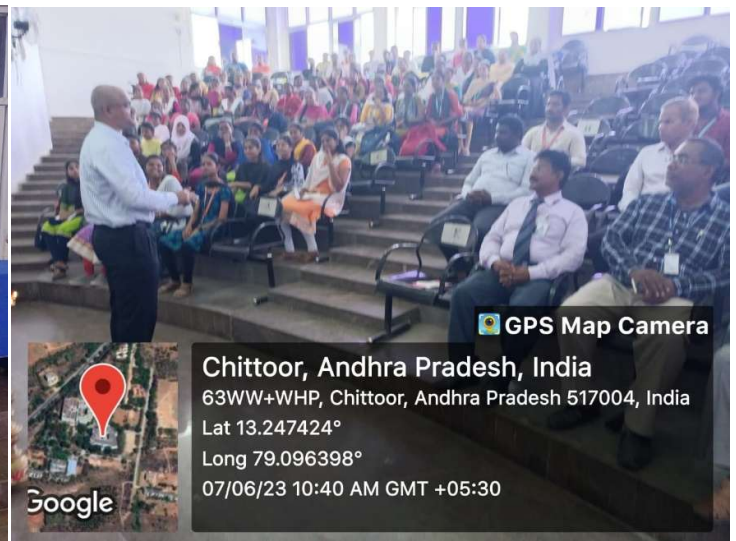 GPS Map Camera
Chittoor, Andhra Pradesh, India
63WW+WHP, Chittoor, Andhra Pradesh 517004, India
Lat 13.247424°
Long 79.096398°
07/06/23 10:40 AM GMT +05:30
Google